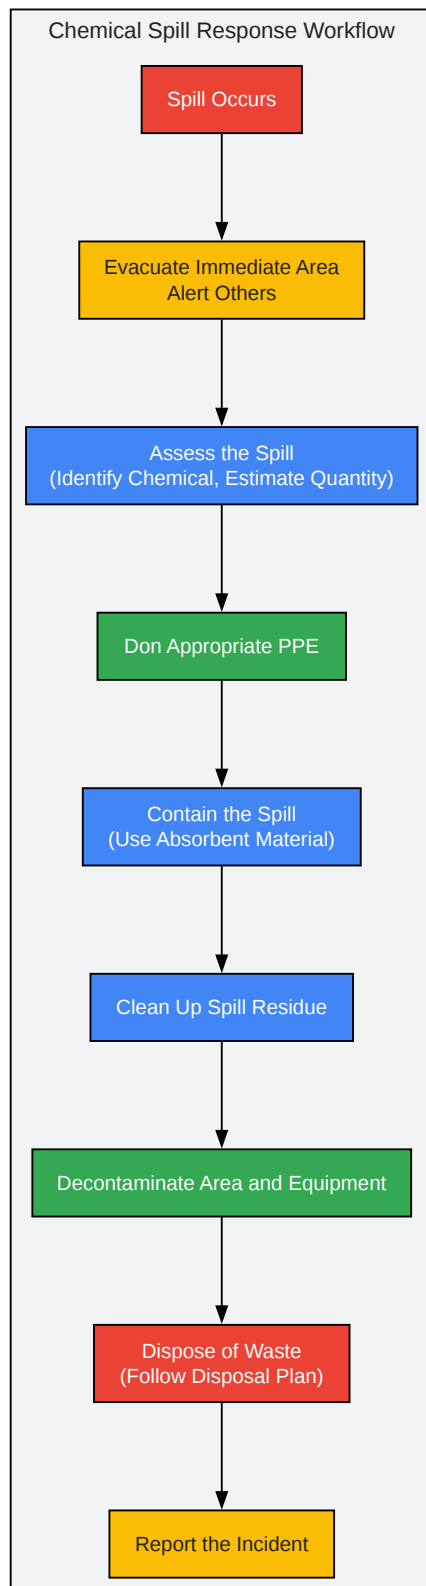 Chemical Spill Response Workflow
Spill Occurs
Evacuate Immediate Area
Alert Others
Assess the Spill
(Identify Chemical, Estimate Quantity)
Don Appropriate PPE
Contain the Spill
(Use Absorbent Material)
Clean Up Spill Residue
Decontaminate Area and Equipment
Dispose of Waste
(Follow Disposal Plan)
Report the Incident